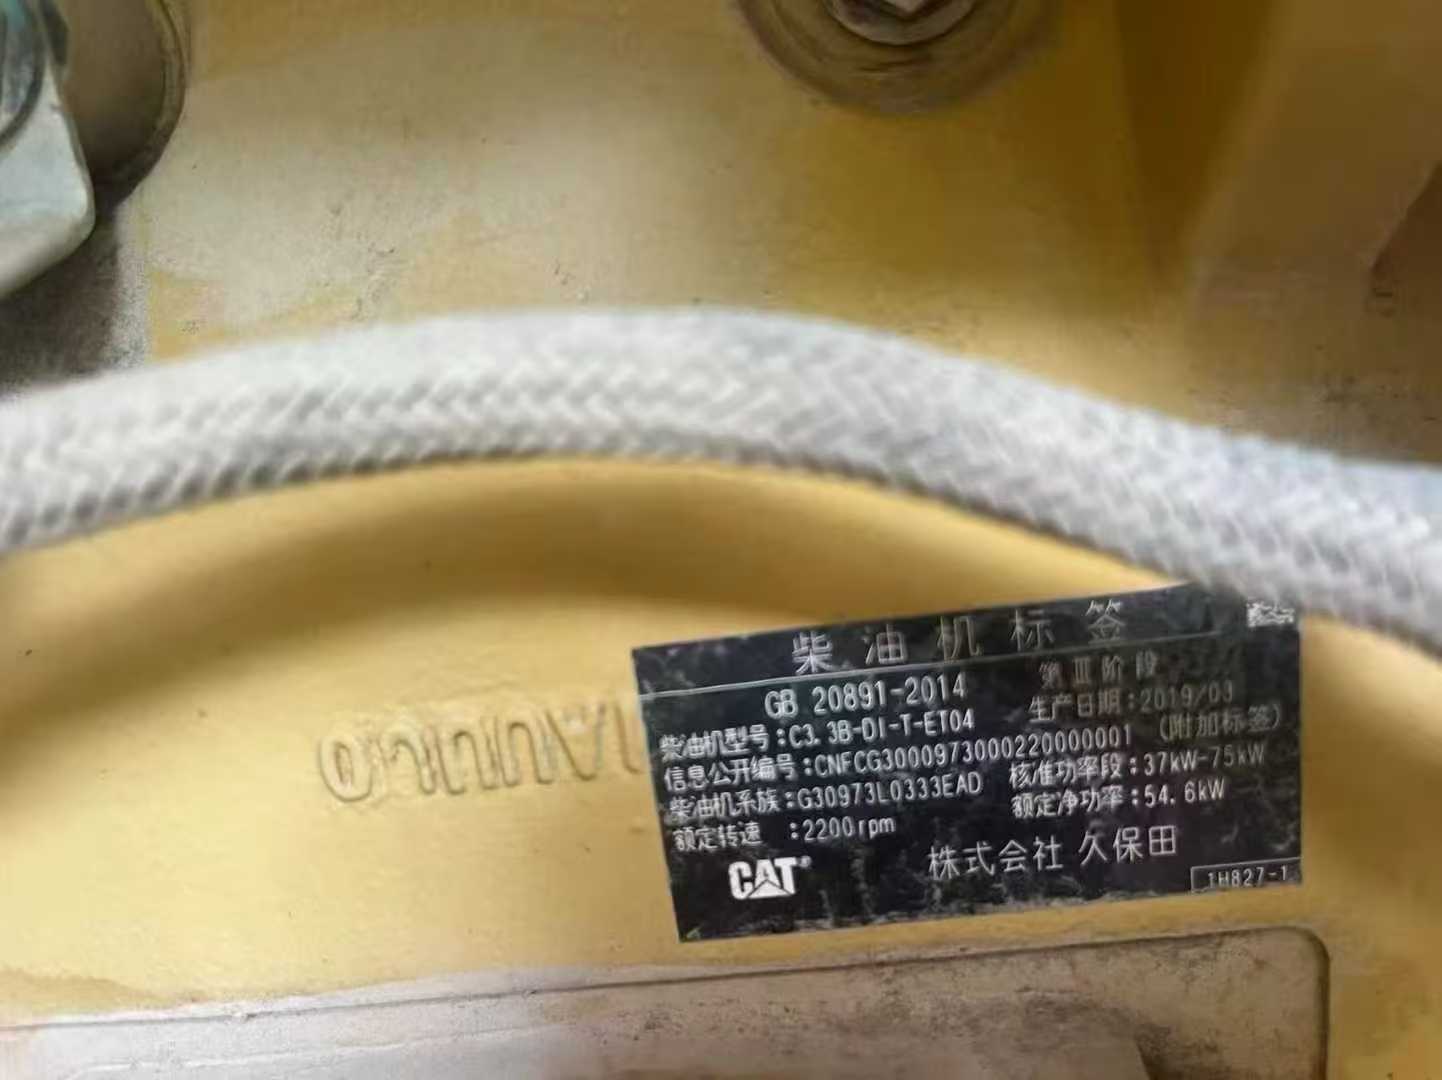 柴油机标签
GB 20891-2014 第Ⅲ阶段
柴油机型号:C3.3B-DI-T-ET04 生产日期:2019/03
信息公开编号:CNFCG3000973000220000001 (附加标签)
柴油机系族:G30973L0333EAD 核准功率段:37kW-75kW
额定转速 :2200rpm 额定净功率:54.6kW
CAT® 株式会社 久保田
1H827-1